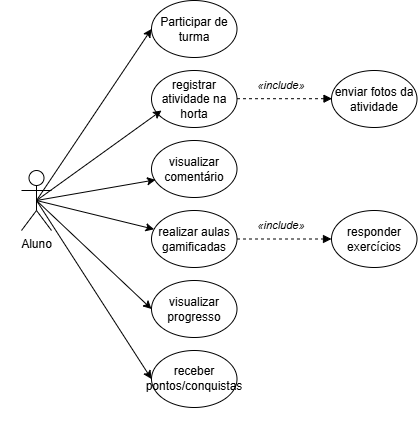 Participar de
turma
registrar
atividade na
horta
«include»
enviar fotos da
atividade
visualizar
comentário
Aluno
realizar aulas
gamificadas
«include»
responder
exercícios
visualizar
progresso
receber
pontos/conquistas